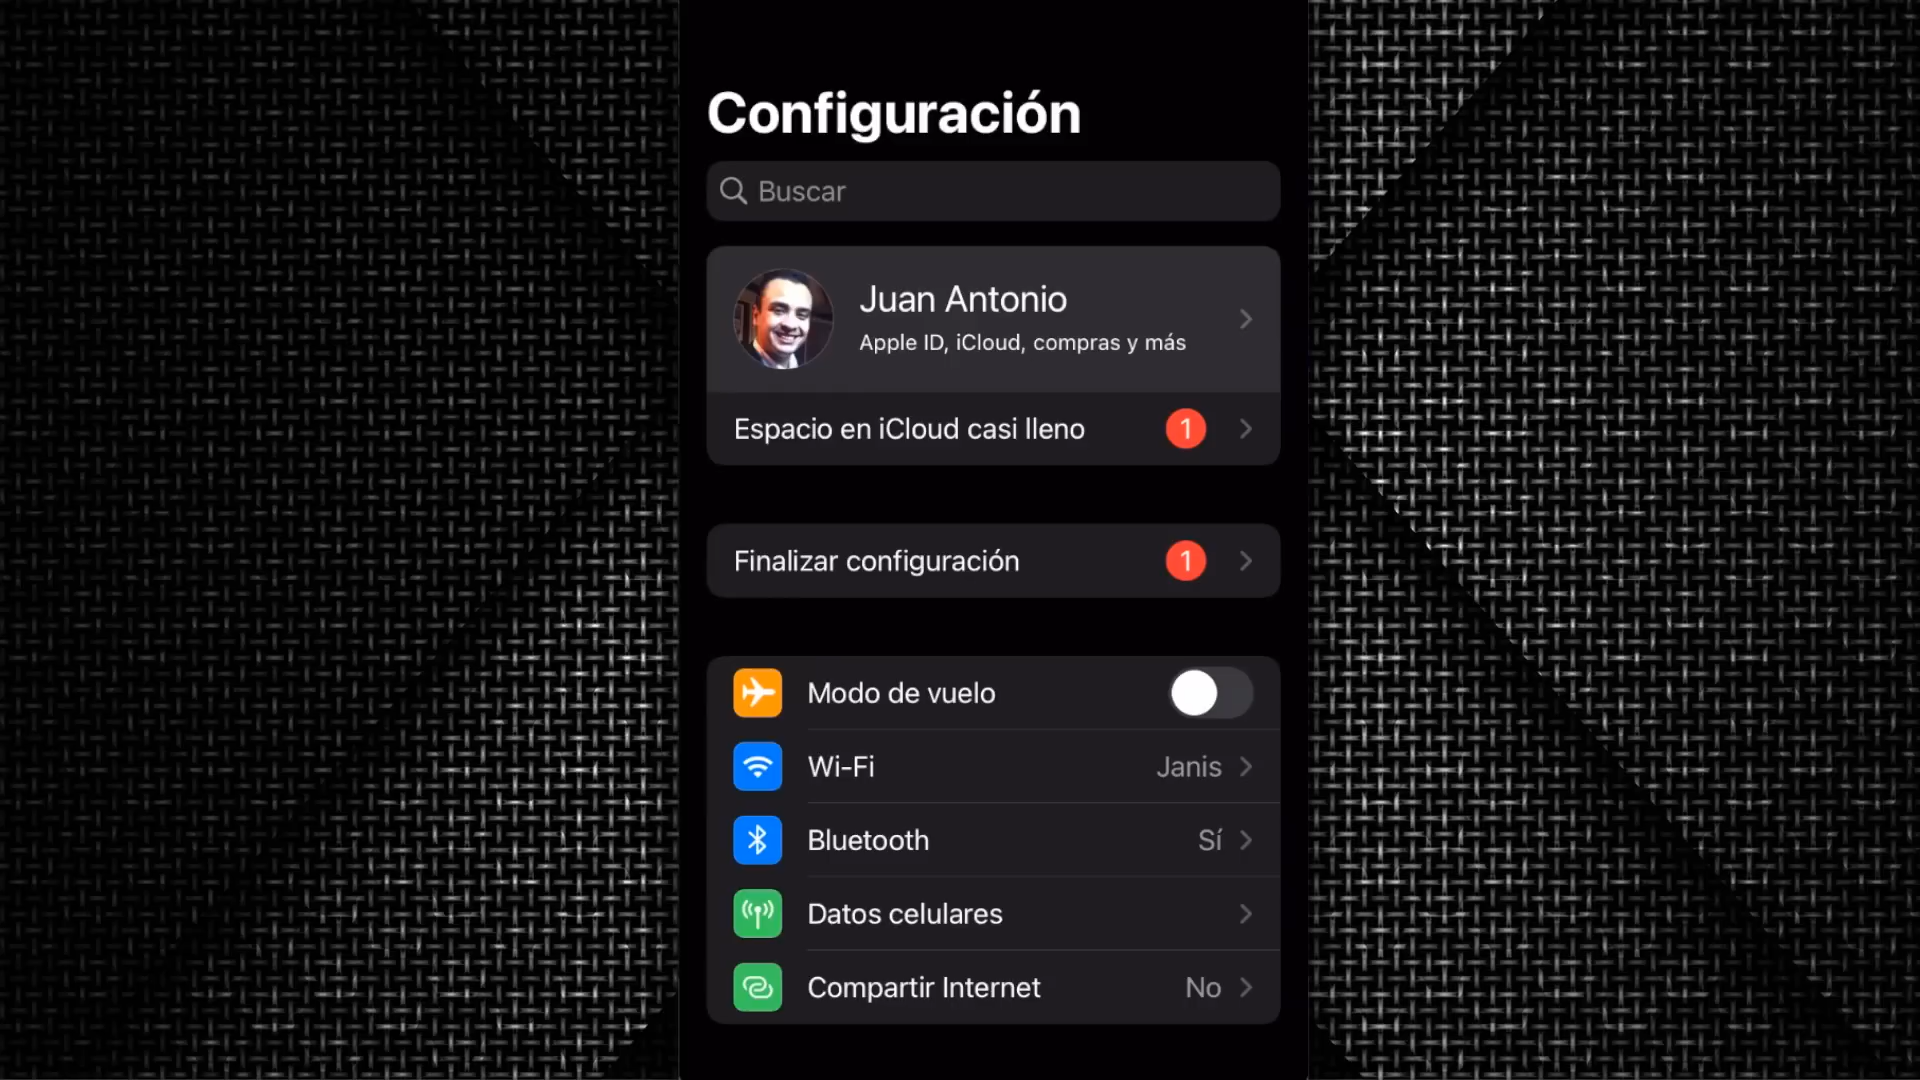 Configuración
Buscar
Juan Antonio
Apple ID, iCloud, compras y más
Espacio en iCloud casi lleno 1
Finalizar configuración 1
Modo de vuelo
Wi-Fi Janis
Bluetooth Sí
Datos celulares
Compartir Internet No